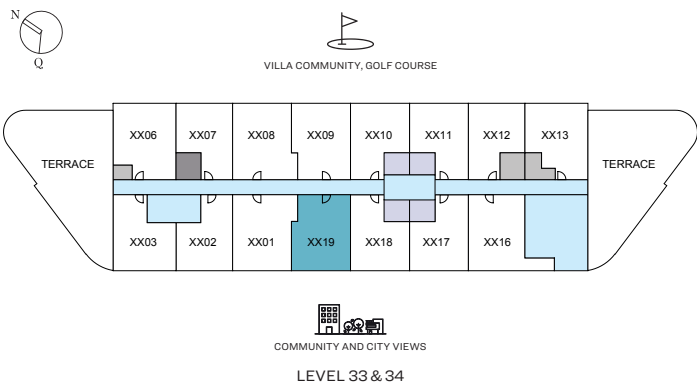 N
Q
VILLA COMMUNITY, GOLF COURSE
XX06 XX07 XX08 XX09 XX10 XX11 XX12 XX13
TERRACE TERRACE
XX03 XX02 XX01 XX19 XX18 XX17 XX16
COMMUNITY AND CITY VIEWS
LEVEL 33 & 34